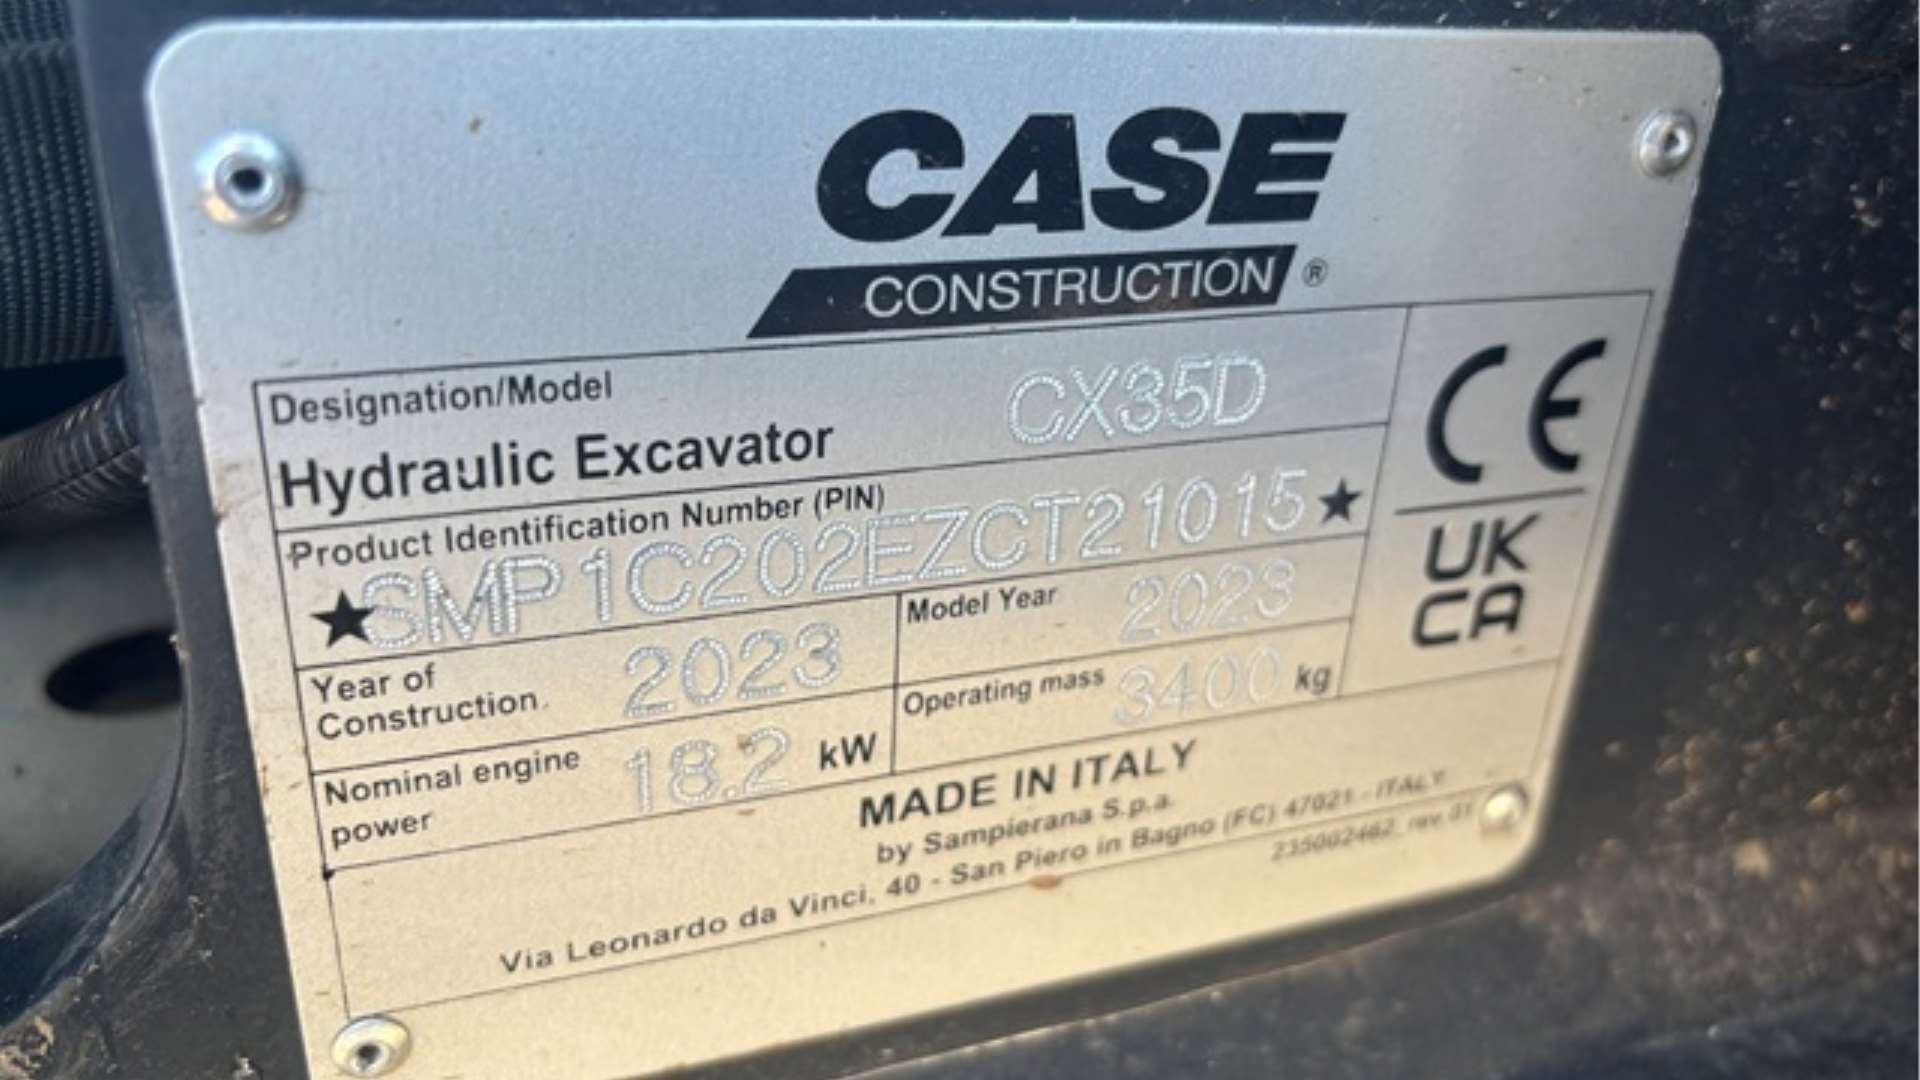 CASE
CONSTRUCTION ®
Designation/Model
Hydraulic Excavator CX35D
Product Identification Number (PIN)
★SMP1C202EZCT21015★
Year of Construction 2023
Model Year 2023
Nominal engine power 18.2 kW
Operating mass 3400 kg
CE
UK
CA
MADE IN ITALY
by Sampierana S.p.a.
Via Leonardo da Vinci, 40 - San Piero in Bagno (FC) 47021 - ITALY
235002462_rev.01